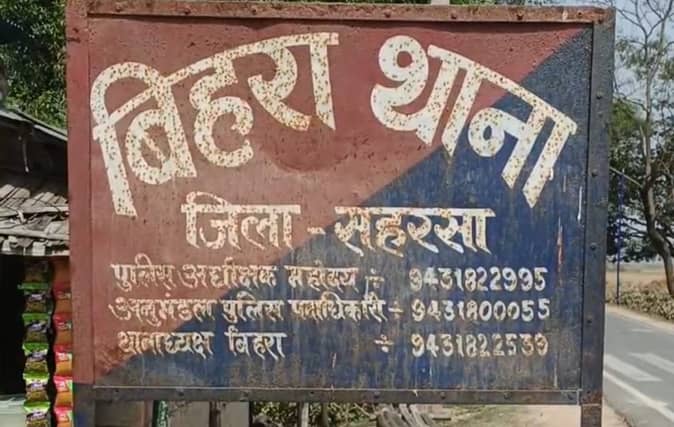 बिहरा थाना
जिला - सहरसा
पुलिस अधीक्षक महोदय ÷ 9431822995
अनुमंडल पुलिस पदाधिकारी ÷ 9431800055
थानाध्यक्ष बिहरा ÷ 9431822539